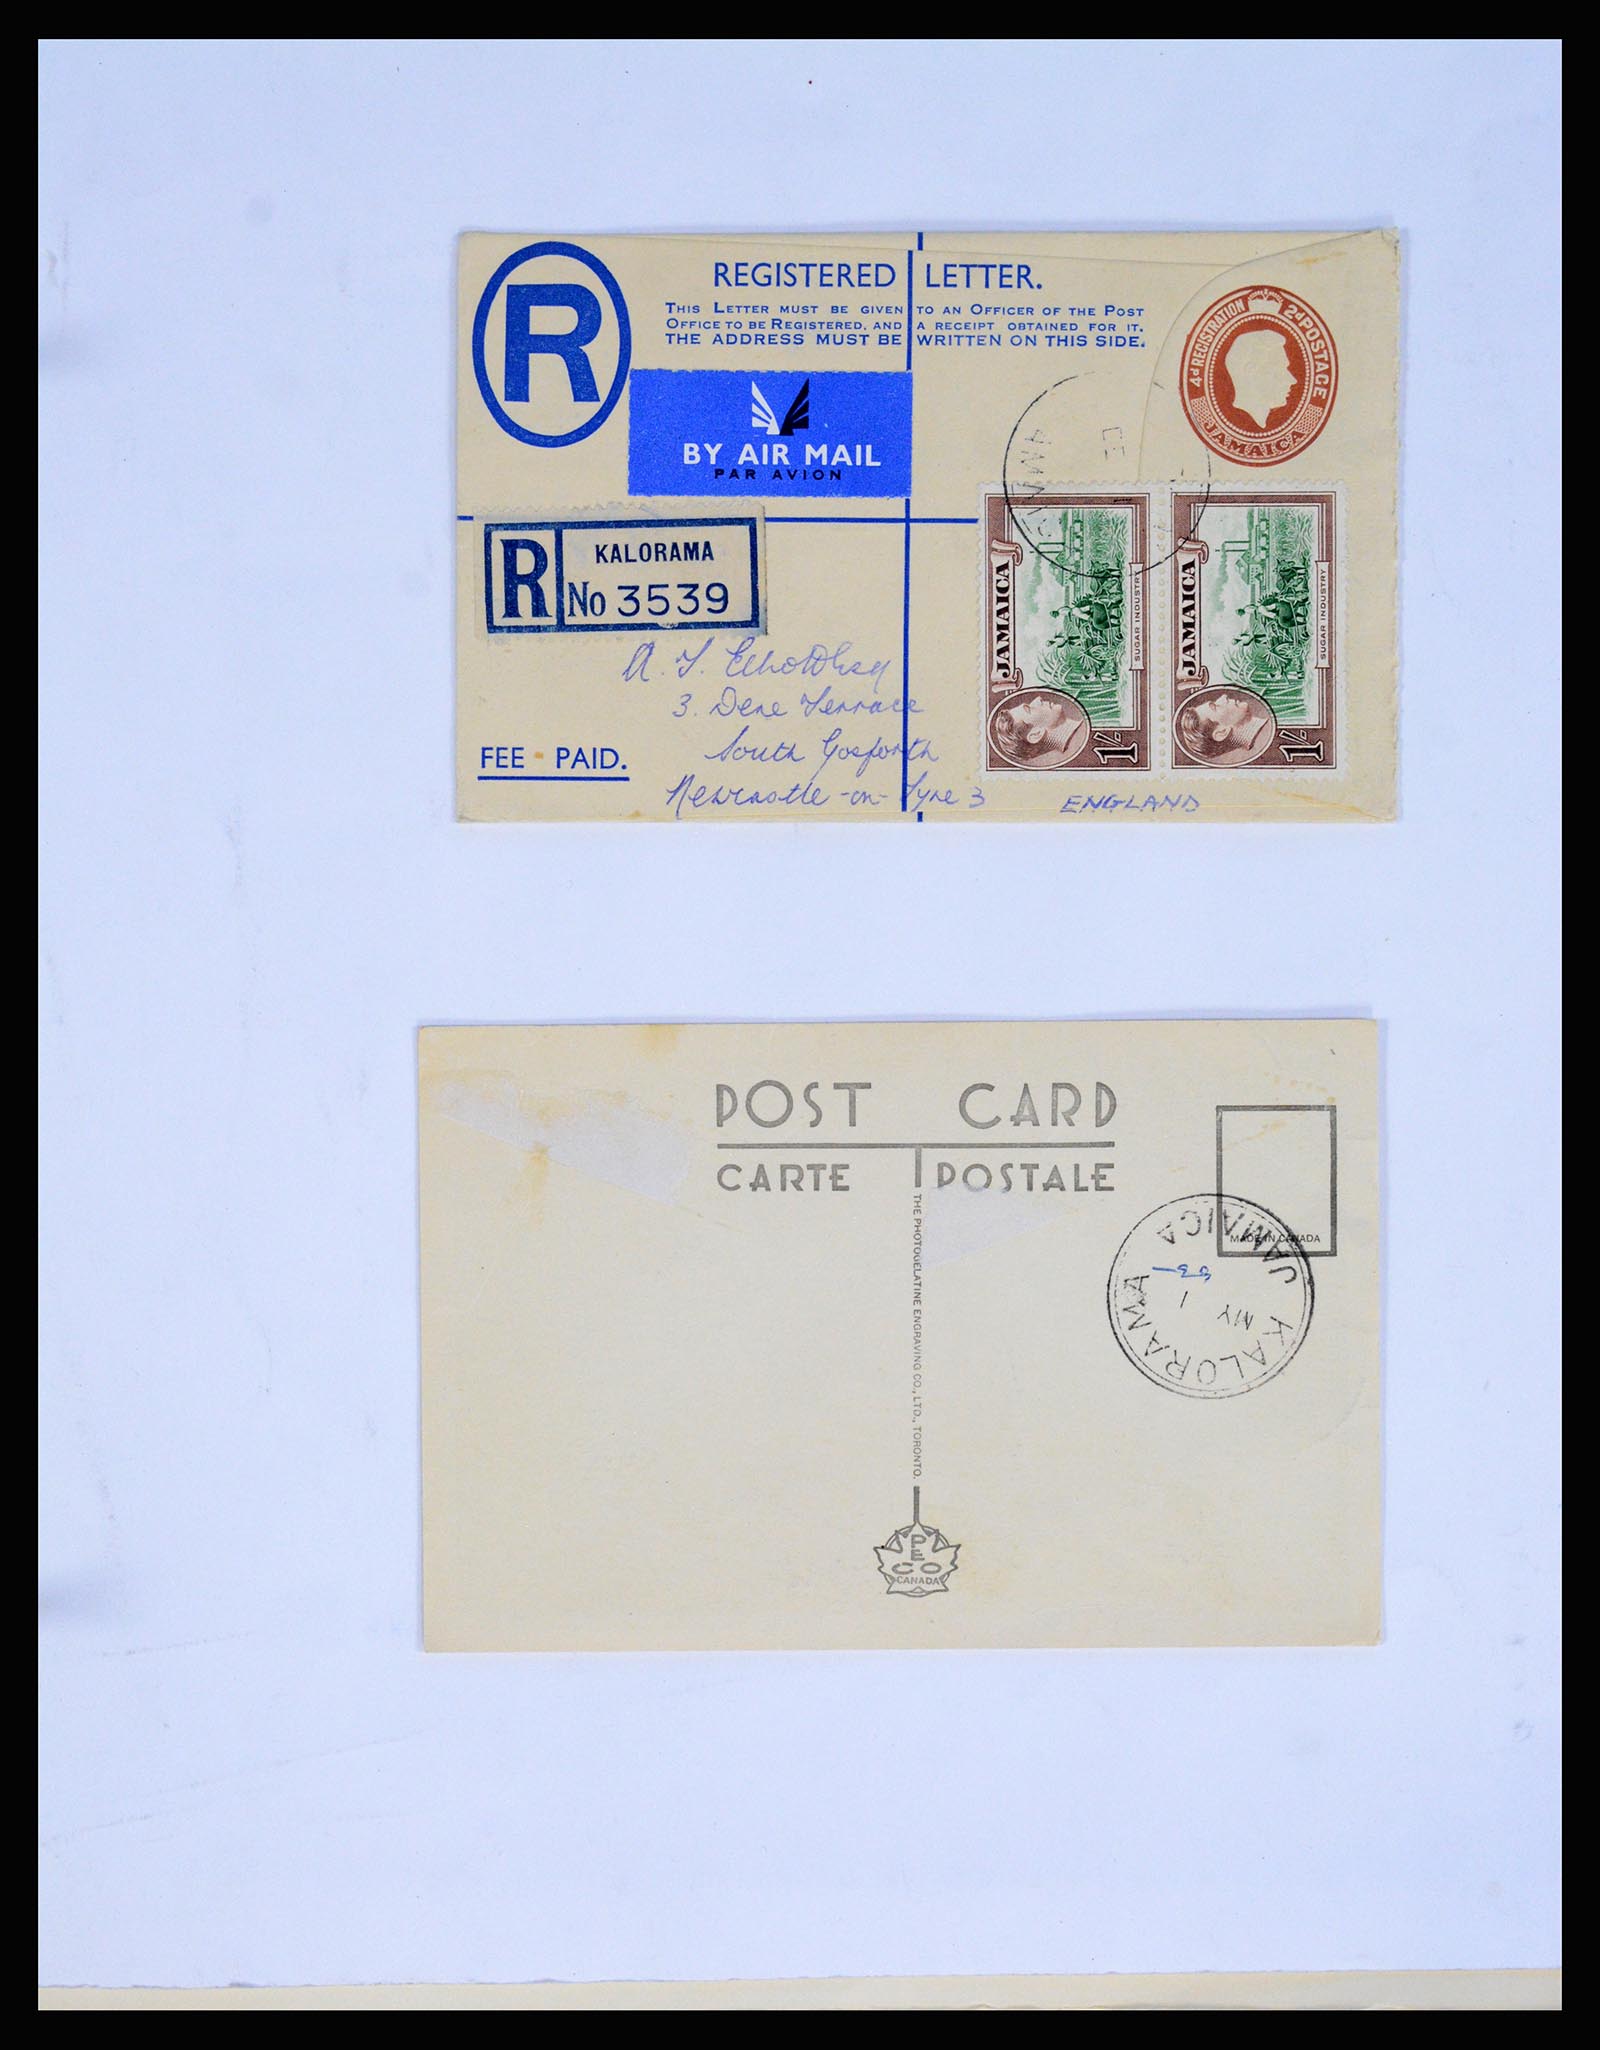 R
REGISTERED LETTER.
THIS LETTER MUST BE GIVEN TO AN OFFICER OF THE POST
OFFICE TO BE REGISTERED, AND A RECEIPT OBTAINED FOR IT.
THE ADDRESS MUST BE WRITTEN ON THIS SIDE.
4d REGISTRATION 2d POSTAGE
JAMAICA
BY AIR MAIL
PAR AVION
R
KALORAMA
No 3539
JAMAICA
SUGAR INDUSTRY
1/-
JAMAICA
SUGAR INDUSTRY
1/-
3. Dene Terrace
South Gosforth
Newcastle-on-Tyne 3
ENGLAND
FEE PAID.
POST CARD
CARTE POSTALE
THE PHOTOGELATINE ENGRAVING CO., LTD., TORONTO.
MADE IN CANADA
KALORAMA
JAMAICA
MY
1
53
PECO
CANADA